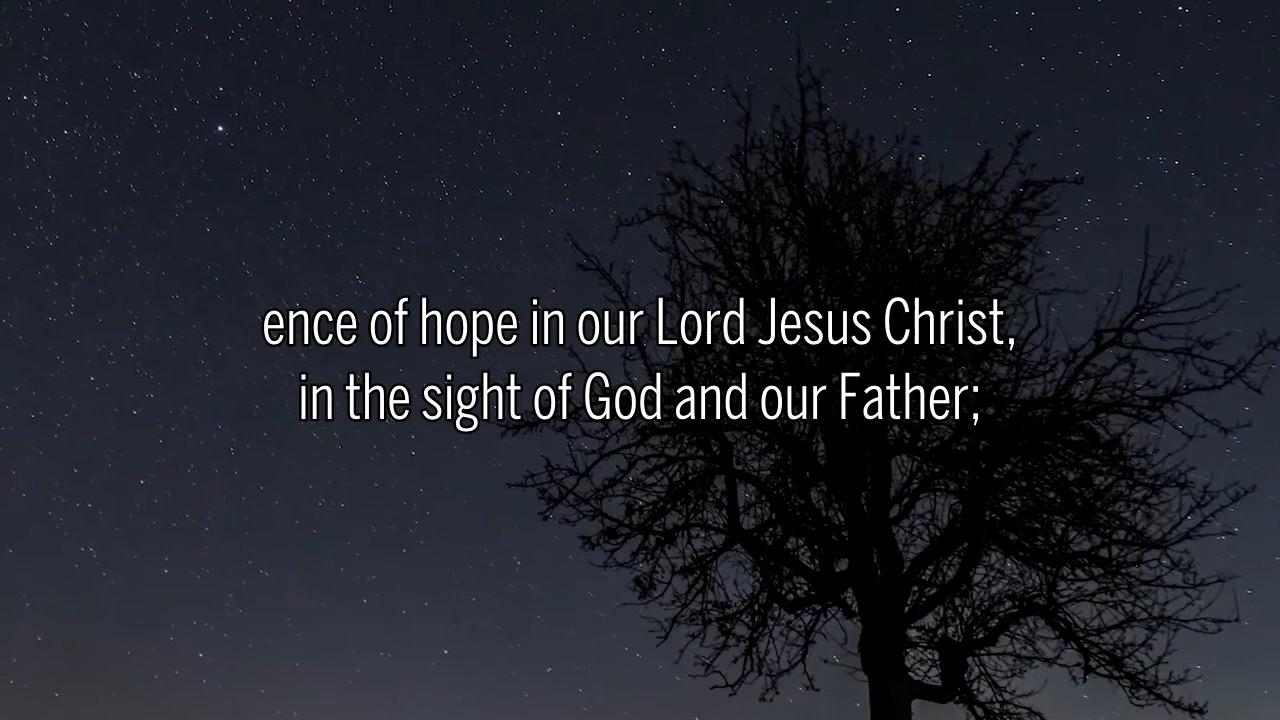 ence of hope in our Lord Jesus Christ,
in the sight of God and our Father;